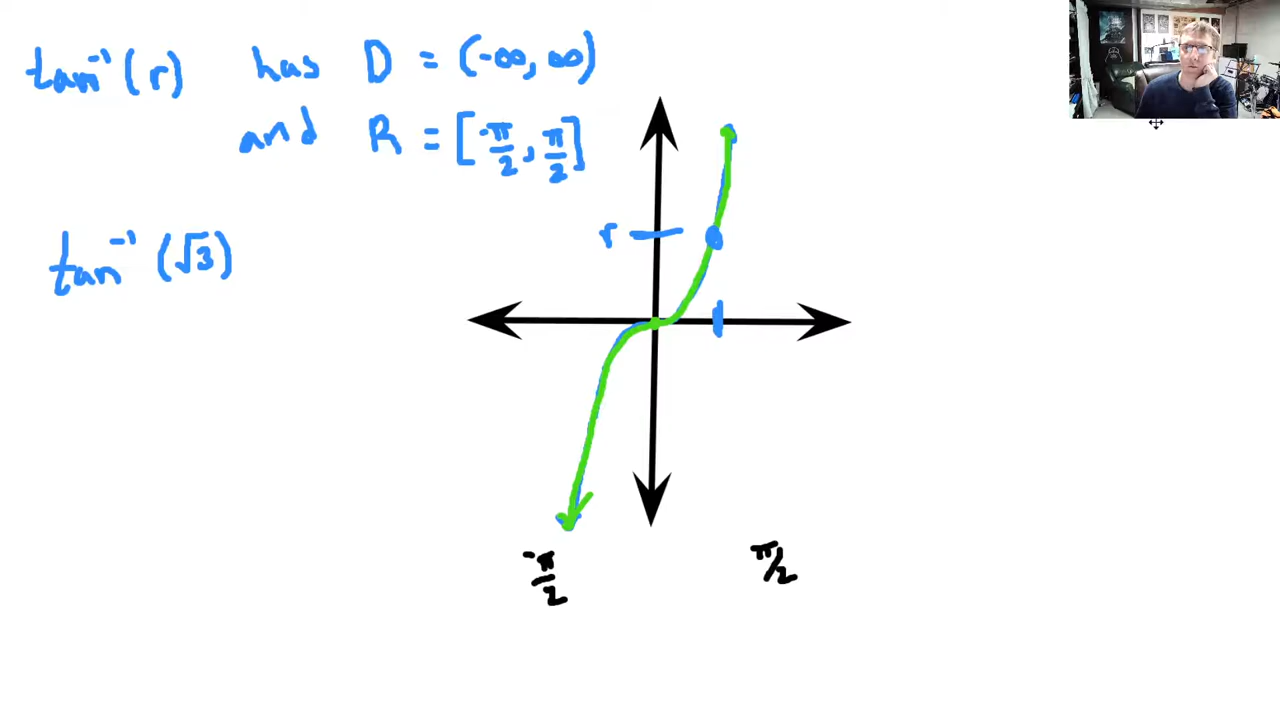 tan⁻¹(r) has D = (-∞, ∞)
and R = [-π/2, π/2]
tan⁻¹(√3)
r
-π/2
π/2